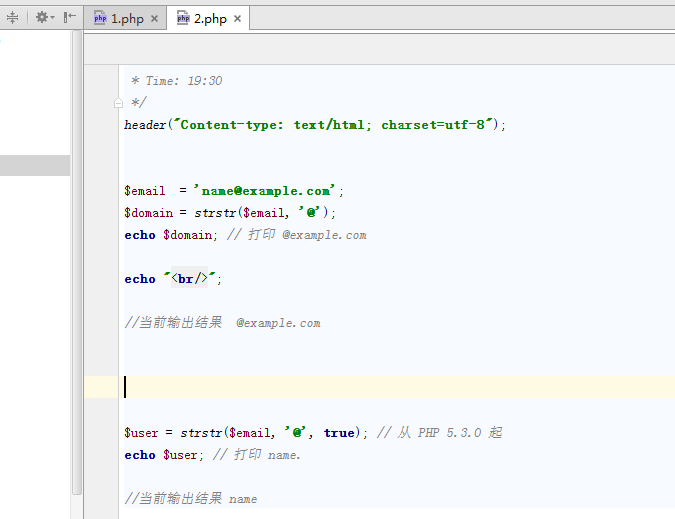 1.php
2.php
* Time: 19:30
*/
header("Content-type: text/html; charset=utf-8");
$email = 'name@example.com';
$domain = strstr($email, '@');
echo $domain; // 打印 @example.com
echo "<br/>";
//当前输出结果 @example.com
$user = strstr($email, '@', true); // 从 PHP 5.3.0 起
echo $user; // 打印 name.
//当前输出结果 name